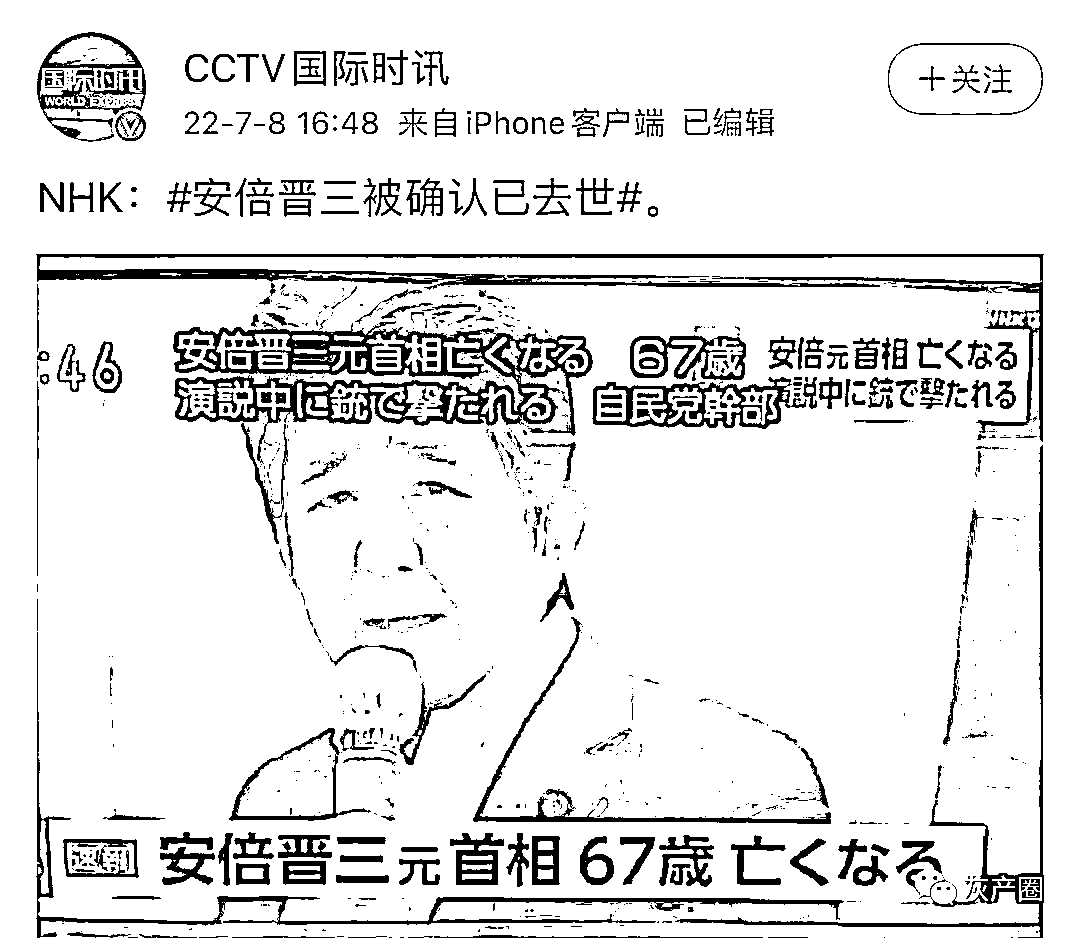 国际时讯
WORLD EXPRESS
CCTV国际时讯
+关注
22-7-8 16:48 来自iPhone客户端 已编辑
NHK：#安倍晋三被确认已去世#。
:46
安倍晋三元首相亡くなる 67歳
演説中に銃で撃たれる 自民党幹部
安倍元首相 亡くなる
演説中に銃で撃たれる
速報 安倍晋三元首相 67歳 亡くなる
灰产圈